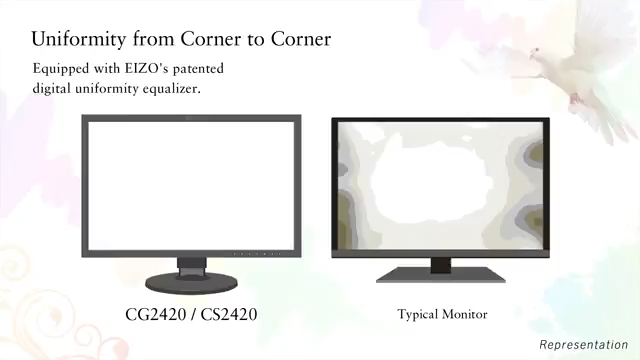 Uniformity from Corner to Corner
Equipped with EIZO's patented
digital uniformity equalizer.
CG2420 / CS2420
Typical Monitor
Representation